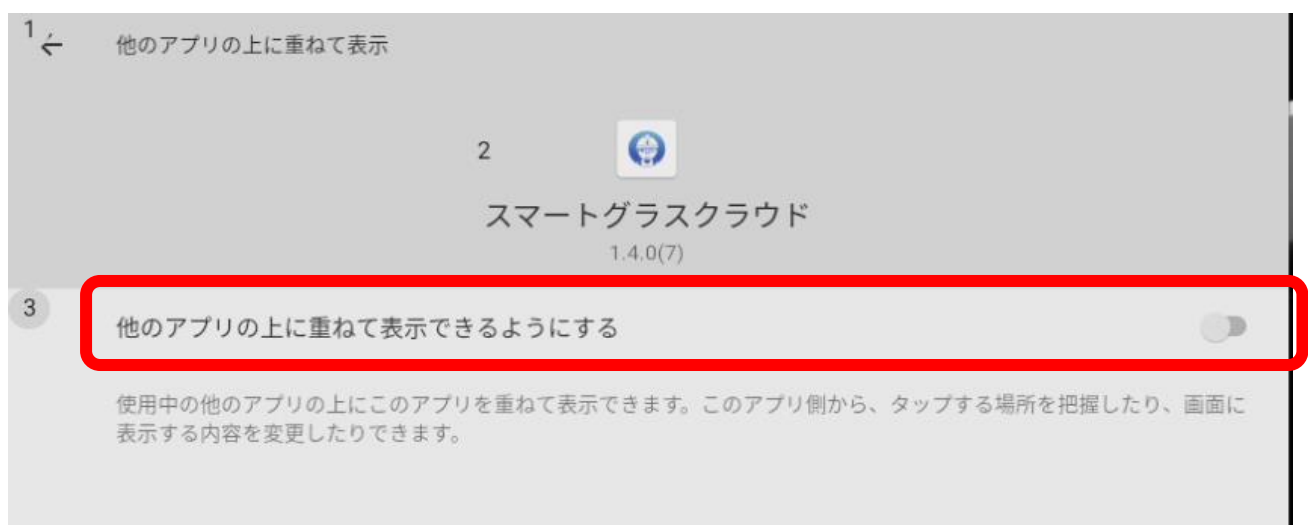 1
他のアプリの上に重ねて表示
2
スマートグラスクラウド
1.4.0(7)
3
他のアプリの上に重ねて表示できるようにする
使用中の他のアプリの上にこのアプリを重ねて表示できます。このアプリ側から、タップする場所を把握したり、画面に
表示する内容を変更したりできます。